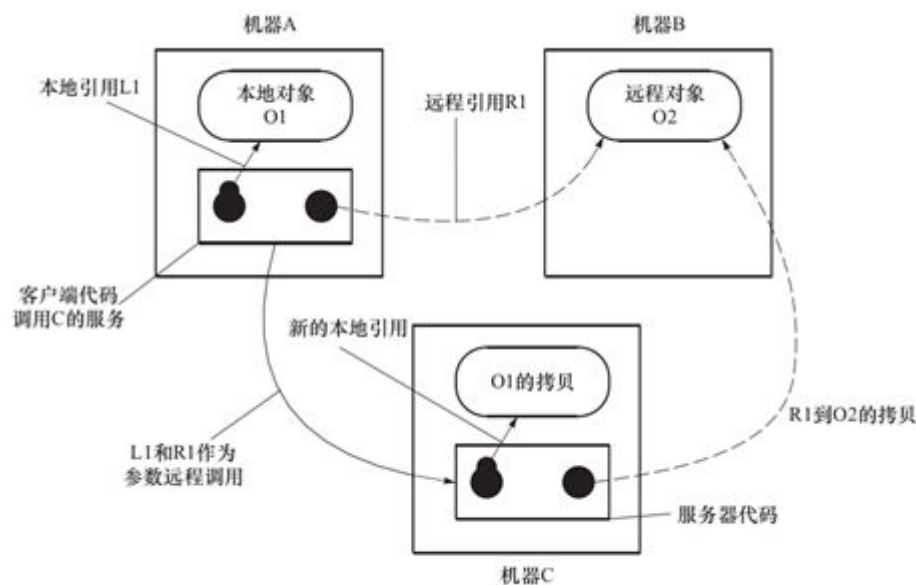 机器A
机器B
本地引用L1
本地对象
O1
远程引用R1
远程对象
O2
客户端代码
调用C的服务
新的本地引用
O1的拷贝
R1到O2的拷贝
L1和R1作为
参数远程调用
服务器代码
机器C